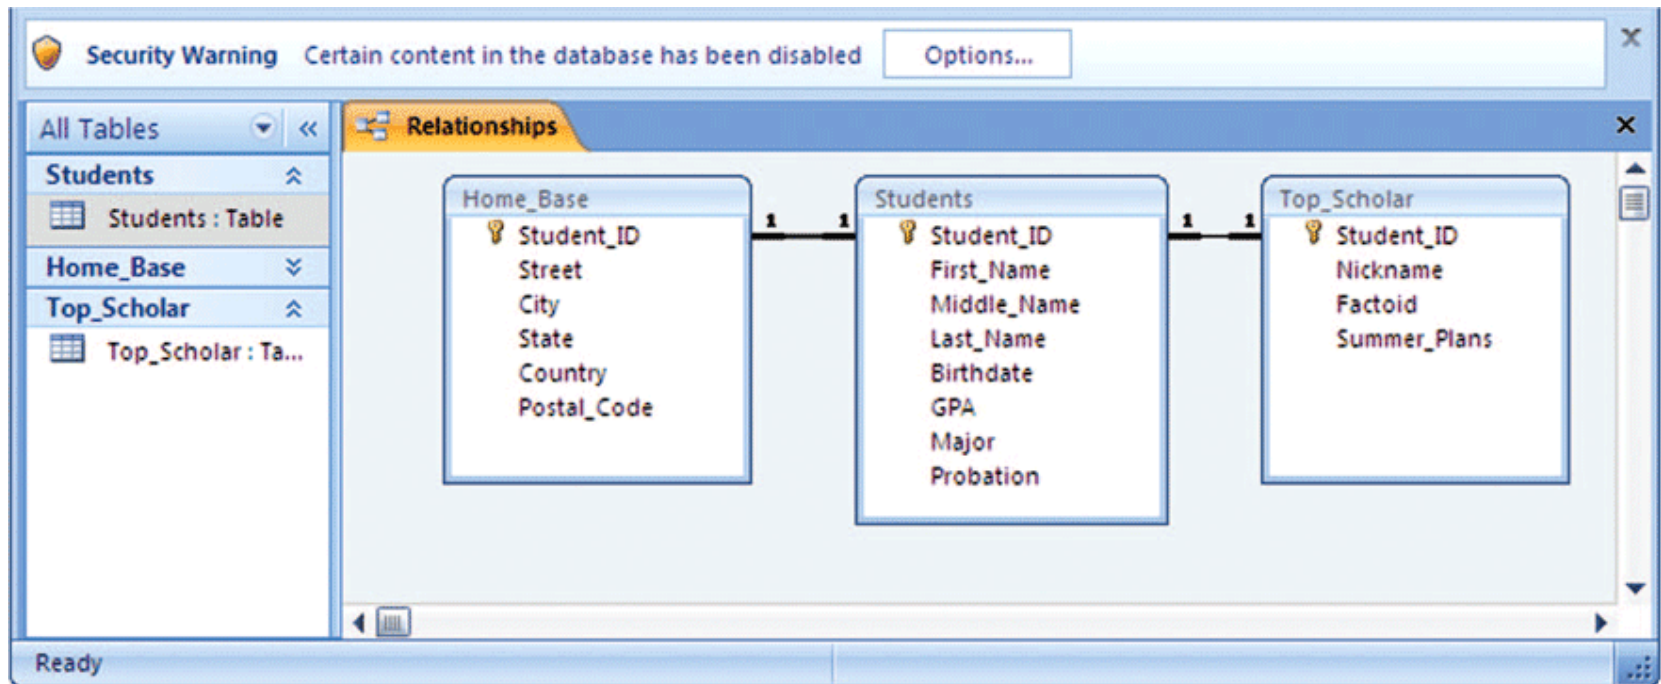 Security Warning Certain content in the database has been disabled Options...
All Tables
Students
Students : Table
Home_Base
Top_Scholar
Top_Scholar : Ta...
Relationships
Home_Base
Student_ID
Street
City
State
Country
Postal_Code
1 1
Students
Student_ID
First_Name
Middle_Name
Last_Name
Birthdate
GPA
Major
Probation
1 1
Top_Scholar
Student_ID
Nickname
Factoid
Summer_Plans
Ready